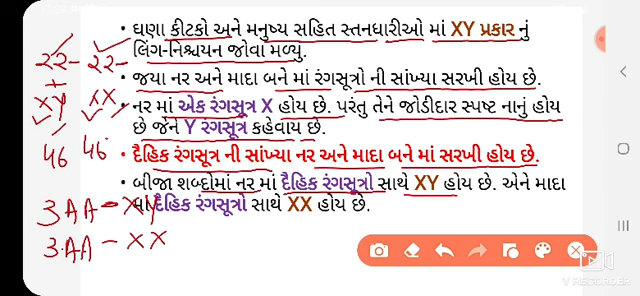 • ઘણા કીટકો અને મનુષ્ય સહિત સ્તનધારીઓ માં XY પ્રકાર નું
લિંગ-નિશ્ચયન જોવા મળ્યુ.
• જયા નર અને માદા બને માં રંગસૂત્રો ની સાંખ્યા સરખી હોય છે.
• નર માં એક રંગસૂત્ર X હોય છે. પરંતુ તેને જોડીદાર સ્પષ્ટ નાનું હોય
છે જેને Y રંગસૂત્ર કહેવાય છે.
• દૈહિક રંગસૂત્ર ની સાંખ્યા નર અને માદા બને માં સરખી હોય છે.
• બીજા શબ્દોમાં નર માં દૈહિક રંગસૂત્રો સાથે XY હોય છે. એને માદા
માં દૈહિક રંગસૂત્રો સાથે XX હોય છે.
22- 22-
+
XY XX
46 46
3AA - XY
3AA - XX
V RECORDER